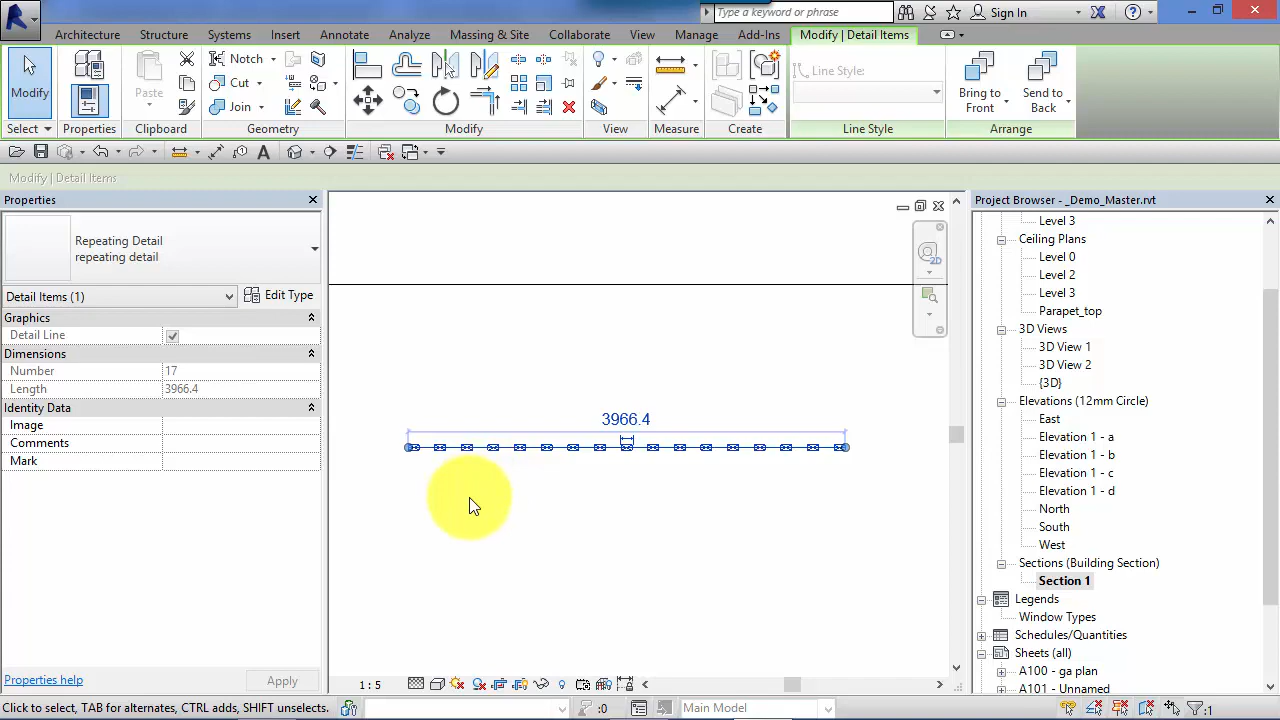 Type a keyword or phrase
Sign In
Architecture Structure Systems Insert Annotate Analyze Massing & Site Collaborate View Manage Add-Ins Modify | Detail Items
Modify
Paste
Notch
Cut
Join
Line Style:
Bring to Front
Send to Back
Select Properties Clipboard Geometry Modify View Measure Create Line Style Arrange
Modify | Detail Items
Properties
Repeating Detail
repeating detail
Detail Items (1)
Edit Type
Graphics
Detail Line
Dimensions
Number 17
Length 3966.4
Identity Data
Image
Comments
Mark
Properties help
Apply
2D
3966.4
1 : 5
Project Browser - _Demo_Master.rvt
Level 3
Ceiling Plans
Level 0
Level 2
Level 3
Parapet_top
3D Views
3D View 1
3D View 2
{3D}
Elevations (12mm Circle)
East
Elevation 1 - a
Elevation 1 - b
Elevation 1 - c
Elevation 1 - d
North
South
West
Sections (Building Section)
Section 1
Legends
Window Types
Schedules/Quantities
Sheets (all)
A100 - ga plan
A101 - Unnamed
Click to select, TAB for alternates, CTRL adds, SHIFT unselects.
:0
Main Model
:1